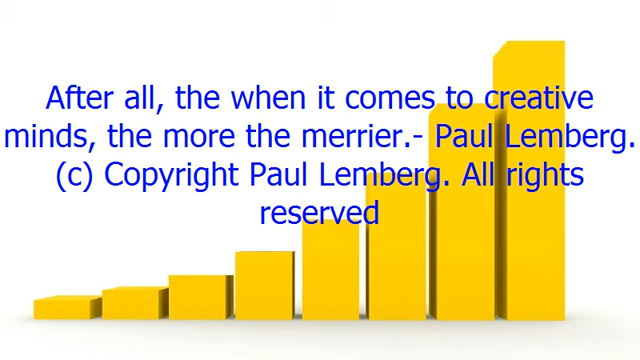 After all, the when it comes to creative
minds, the more the merrier.- Paul Lemberg.
(c) Copyright Paul Lemberg. All rights
reserved